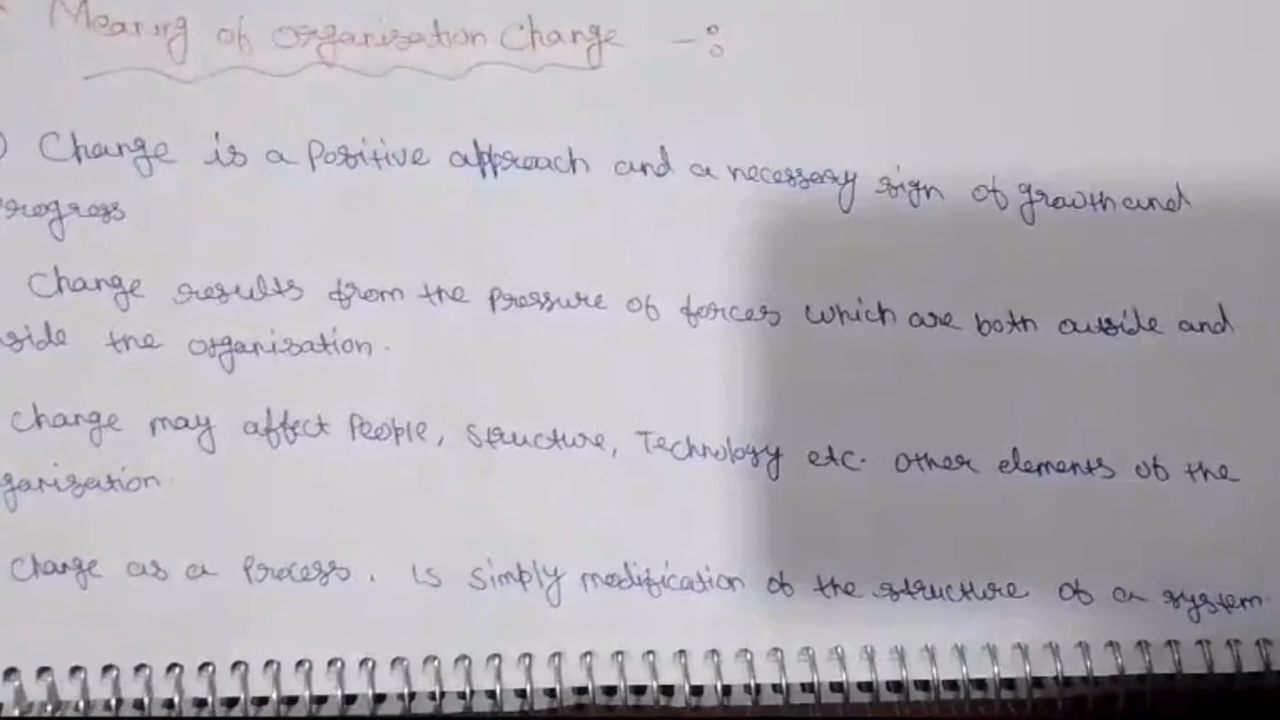 Meaning of Organisation Change -:
) Change is a Positive approach and a necessary sign of growth and
rogress
Change results from the Pressure of forces which are both outside and
side the organisation.
Change may affect People, Structure, Technology etc. other elements of the
ganisation.
Change as a Process. is simply modification of the structure of a system.